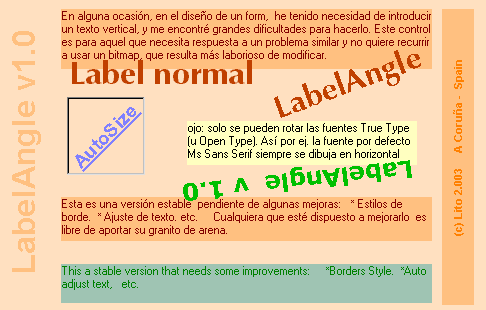 LabelAngle v1.0
En alguna ocasión, en el diseño de un form,  he tenido necesidad de introducir
un texto vertical, y me encontré grandes dificultades para hacerlo. Este control
es para aquel que necesita respuesta a un problema similar y no quiere recurrir
a usar un bitmap, que resulta más laborioso de modificar.
Label normal
LabelAngle
AutoSize
ojo: solo se pueden rotar las fuentes True Type
(u Open Type). Así por ej. la fuente por defecto
Ms Sans Serif siempre se dibuja en horizontal
LabelAngle v 1.0
Esta es una versión estable  pendiente de algunas mejoras:   * Estilos de
borde.  * Ajuste de texto. etc.    Cualquiera que esté dispuesto a mejorarlo  es
libre de aportar su granito de arena.
This a stable version that needs some improvements:    *Borders Style.  *Auto
adjust text,   etc.
(c) Lito 2.003    A Coruña -  Spain